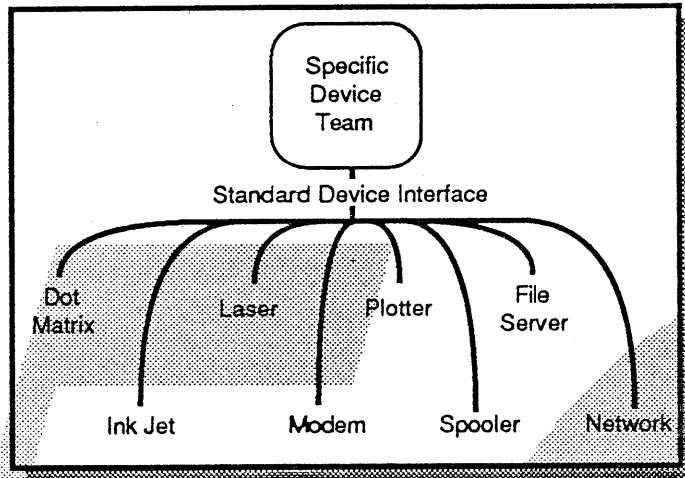 Specific
Device
Team
Standard Device Interface
Dot
Matrix
Laser
Plotter
File
Server
Ink Jet
Modem
Spooler
Network